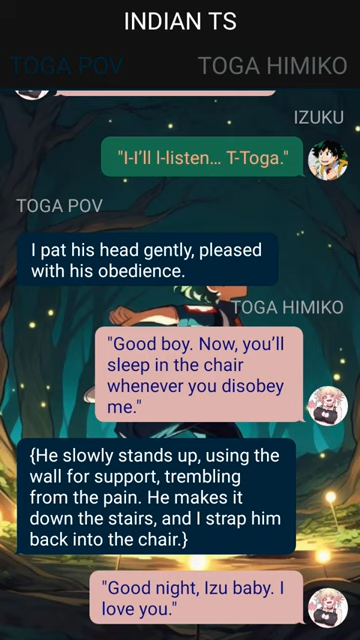 INDIAN TS
TOGA POV
TOGA HIMIKO
IZUKU
"I-I'll l-listen... T-Toga."
TOGA POV
I pat his head gently, pleased
with his obedience.
TOGA HIMIKO
"Good boy. Now, you'll
sleep in the chair
whenever you disobey
me."
{He slowly stands up, using the
wall for support, trembling
from the pain. He makes it
down the stairs, and I strap him
back into the chair.}
"Good night, Izu baby. I
love you."